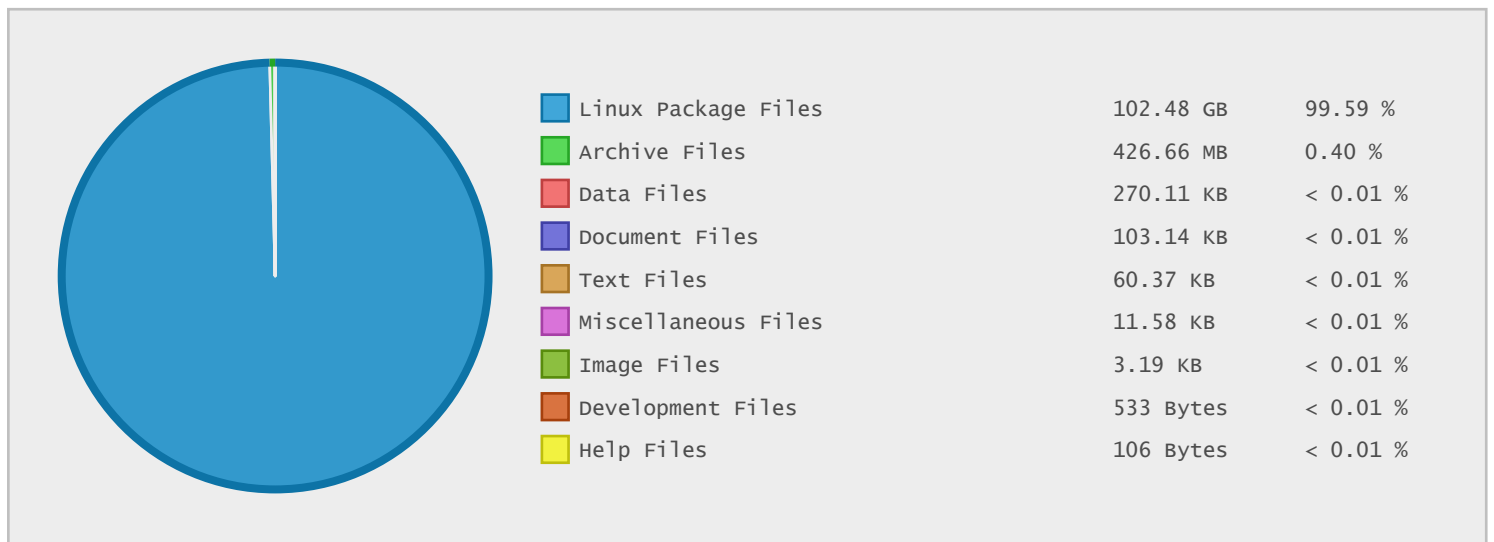 Linux Package Files 102.48 GB 99.59 %
Archive Files 426.66 MB 0.40 %
Data Files 270.11 KB < 0.01 %
Document Files 103.14 KB < 0.01 %
Text Files 60.37 KB < 0.01 %
Miscellaneous Files 11.58 KB < 0.01 %
Image Files 3.19 KB < 0.01 %
Development Files 533 Bytes < 0.01 %
Help Files 106 Bytes < 0.01 %